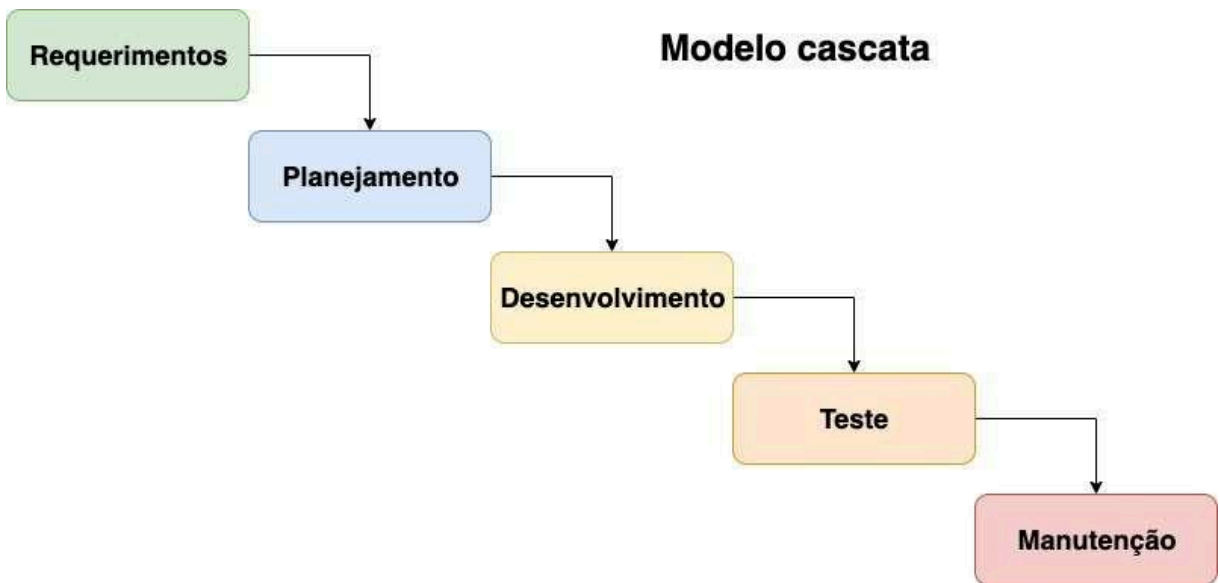 Modelo cascata
Requerimentos
Planejamento
Desenvolvimento
Teste
Manutenção